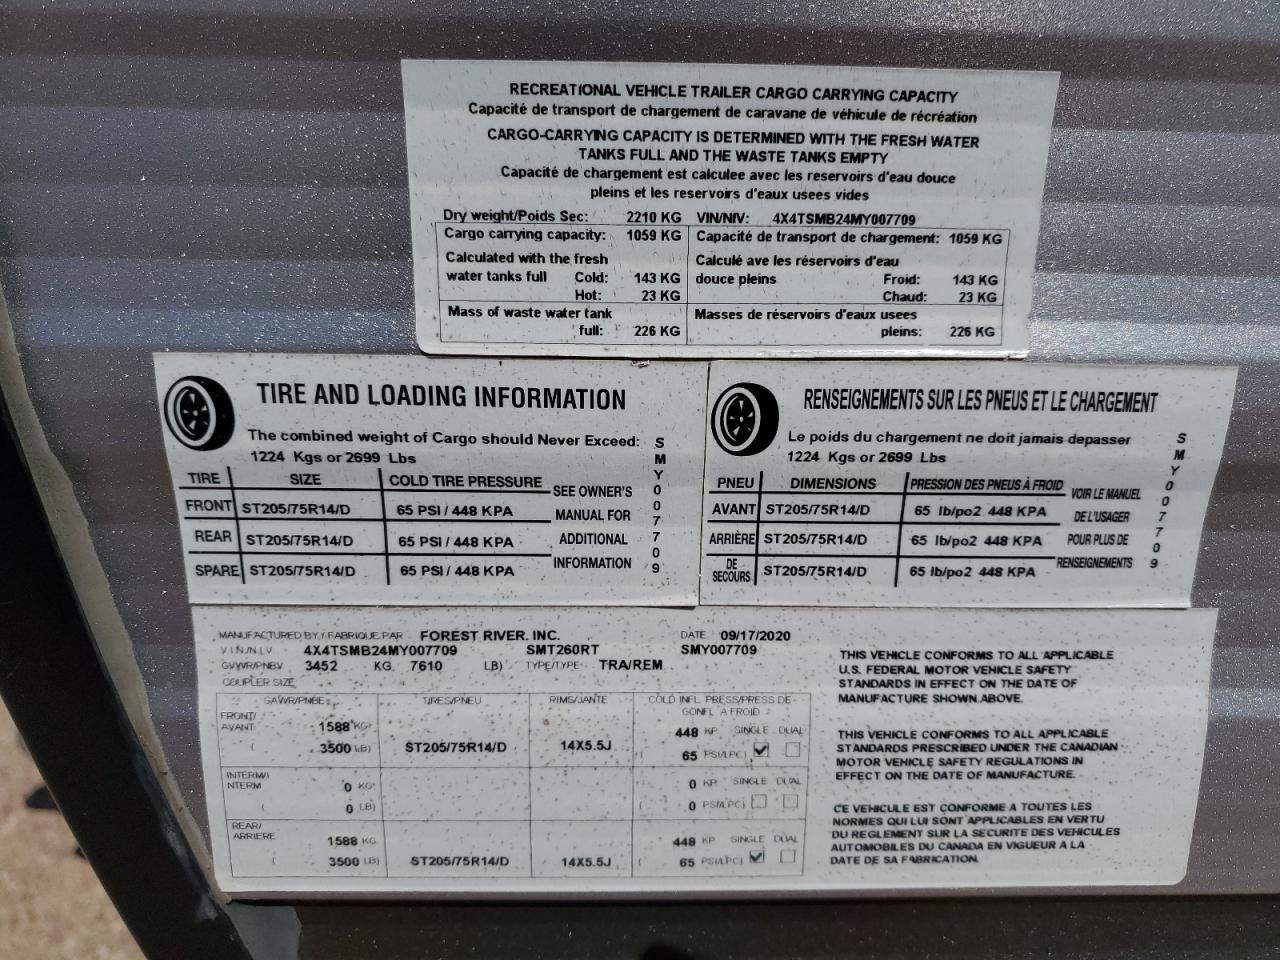 RECREATIONAL VEHICLE TRAILER CARGO CARRYING CAPACITY
Capacité de transport de chargement de caravane de véhicule de récréation
CARGO-CARRYING CAPACITY IS DETERMINED WITH THE FRESH WATER
TANKS FULL AND THE WASTE TANKS EMPTY
Capacité de chargement est calculee avec les reservoirs d'eau douce
pleins et les reservoirs d'eaux usees vides
Dry weight/Poids Sec: 2210 KG VIN/NIV: 4X4TSMB24MY007709
Cargo carrying capacity: 1059 KG Capacité de transport de chargement: 1059 KG
Calculated with the fresh Calculé ave les réservoirs d'eau
water tanks full Cold: 143 KG douce pleins Froid: 143 KG
Hot: 23 KG Chaud: 23 KG
Mass of waste water tank Masses de réservoirs d'eaux usees
full: 226 KG pleins: 226 KG
TIRE AND LOADING INFORMATION
The combined weight of Cargo should Never Exceed:
1224 Kgs or 2699 Lbs
TIRE SIZE COLD TIRE PRESSURE
FRONT ST205/75R14/D 65 PSI / 448 KPA
REAR ST205/75R14/D 65 PSI / 448 KPA
SPARE ST205/75R14/D 65 PSI / 448 KPA
SEE OWNER'S
MANUAL FOR
ADDITIONAL
INFORMATION
SMY007709
RENSEIGNEMENTS SUR LES PNEUS ET LE CHARGEMENT
Le poids du chargement ne doit jamais depasser
1224 Kgs or 2699 Lbs
PNEU DIMENSIONS PRESSION DES PNEUS À FROID
AVANT ST205/75R14/D 65 lb/po2 448 KPA
ARRIÈRE ST205/75R14/D 65 lb/po2 448 KPA
DE
SECOURS ST205/75R14/D 65 lb/po2 448 KPA
VOIR LE MANUEL
DE L'USAGER
POUR PLUS DE
RENSEIGNEMENTS
SMY007709
MANUFACTURED BY / FABRIQUE PAR FOREST RIVER, INC. DATE 09/17/2020
V I N / N I V 4X4TSMB24MY007709 SMT260RT SMY007709
GVWR/PNBV 3452 KG 7610 LB) TYPE/TYPE TRA/REM
COUPLER SIZE
GAWR/PNBE TIRES/PNEU RIMS/JANTE COLD INFL. PRESS/PRESS DE
GONFL A FROID
FRONT/
AVANT 1588 KG 448 KP SINGLE DUAL
( 3500 LB) ST205/75R14/D 14X5.5J 65 PSI/LPC)
INTERM/
INTERM 0 KG 0 KP SINGLE DUAL
( 0 LB) ( 0 PSI/LPC)
REAR/
ARRIERE 1588 KG 448 KP SINGLE DUAL
3500 LB) ST205/75R14/D 14X5.5J ( 65 PSI/LPC)
THIS VEHICLE CONFORMS TO ALL APPLICABLE
U.S. FEDERAL MOTOR VEHICLE SAFETY
STANDARDS IN EFFECT ON THE DATE OF
MANUFACTURE SHOWN ABOVE.
THIS VEHICLE CONFORMS TO ALL APPLICABLE
STANDARDS PRESCRIBED UNDER THE CANADIAN
MOTOR VEHICLE SAFETY REGULATIONS IN
EFFECT ON THE DATE OF MANUFACTURE.
CE VEHICULE EST CONFORME A TOUTES LES
NORMES QUI LUI SONT APPLICABLES EN VERTU
DU REGLEMENT SUR LA SECURITE DES VEHICULES
AUTOMOBILES DU CANADA EN VIGUEUR A LA
DATE DE SA FABRICATION.